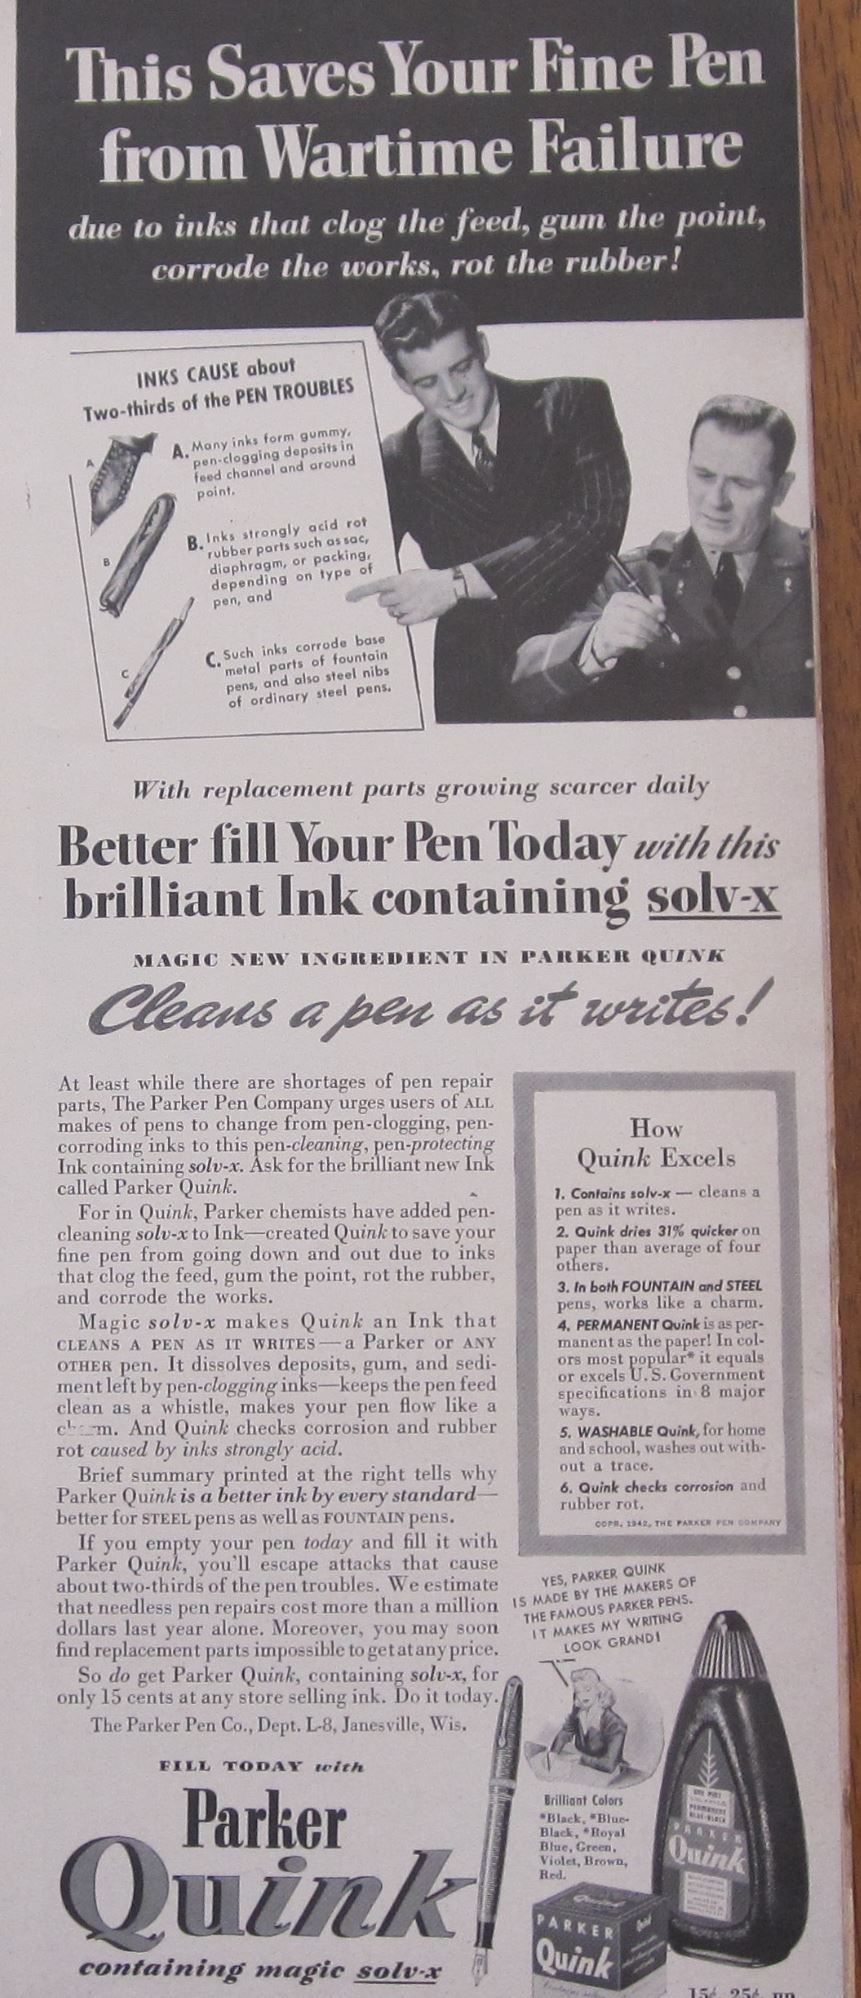 This Saves Your Fine Pen
from Wartime Failure
due to inks that clog the feed, gum the point,
corrode the works, rot the rubber!
INKS CAUSE about
Two-thirds of the PEN TROUBLES
A
A. Many inks form gummy,
pen-clogging deposits in
feed channel and around
point.
B
B. Inks strongly acid rot
rubber parts such as sac,
diaphragm, or packing,
depending on type of
pen, and
C
C. Such inks corrode base
metal parts of fountain
pens, and also steel nibs
of ordinary steel pens.
With replacement parts growing scarcer daily
Better fill Your Pen Today with this
brilliant Ink containing solv-x
MAGIC NEW INGREDIENT IN PARKER QUINK
Cleans a pen as it writes!
At least while there are shortages of pen repair
parts, The Parker Pen Company urges users of ALL
makes of pens to change from pen-clogging, pen-
corroding inks to this pen-cleaning, pen-protecting
Ink containing solv-x. Ask for the brilliant new Ink
called Parker Quink.
For in Quink, Parker chemists have added pen-
cleaning solv-x to Ink—created Quink to save your
fine pen from going down and out due to inks
that clog the feed, gum the point, rot the rubber,
and corrode the works.
Magic solv-x makes Quink an Ink that
CLEANS A PEN AS IT WRITES—a Parker or ANY
OTHER pen. It dissolves deposits, gum, and sedi-
ment left by pen-clogging inks—keeps the pen feed
clean as a whistle, makes your pen flow like a
And Quink checks corrosion and rubber
rot caused by inks strongly acid.
Brief summary printed at the right tells why
Parker Quink is a better ink by every standard—
better for STEEL pens as well as FOUNTAIN pens.
If you empty your pen today and fill it with
Parker Quink, you'll escape attacks that cause
about two-thirds of the pen troubles. We estimate
that needless pen repairs cost more than a million
dollars last year alone. Moreover, you may soon
find replacement parts impossible to get at any price.
So do get Parker Quink, containing solv-x, for
only 15 cents at any store selling ink. Do it today.
The Parker Pen Co., Dept. L-8, Janesville, Wis.
How
Quink Excels
1. Contains solv-x — cleans a
pen as it writes.
2. Quink dries 31% quicker on
paper than average of four
others.
3. In both FOUNTAIN and STEEL
pens, works like a charm.
4. PERMANENT Quink is as per-
manent as the paper! In col-
ors most popular* it equals
or excels U.S. Government
specifications in 8 major
ways.
5. WASHABLE Quink, for home
and school, washes out with-
out a trace.
6. Quink checks corrosion and
rubber rot.
COPR. 1942, THE PARKER PEN COMPANY
YES, PARKER QUINK
IS MADE BY THE MAKERS OF
THE FAMOUS PARKER PENS.
IT MAKES MY WRITING
LOOK GRAND!
Brilliant Colors
*Black, *Blue-
Black, *Royal
Blue, Green,
Violet, Brown,
Red.
PERMANENT
BLUE-BLACK
PARKER
Quink
PARKER
Quink
15¢ 25¢ up
FILL TODAY with
Parker
Quink
containing magic solv-x